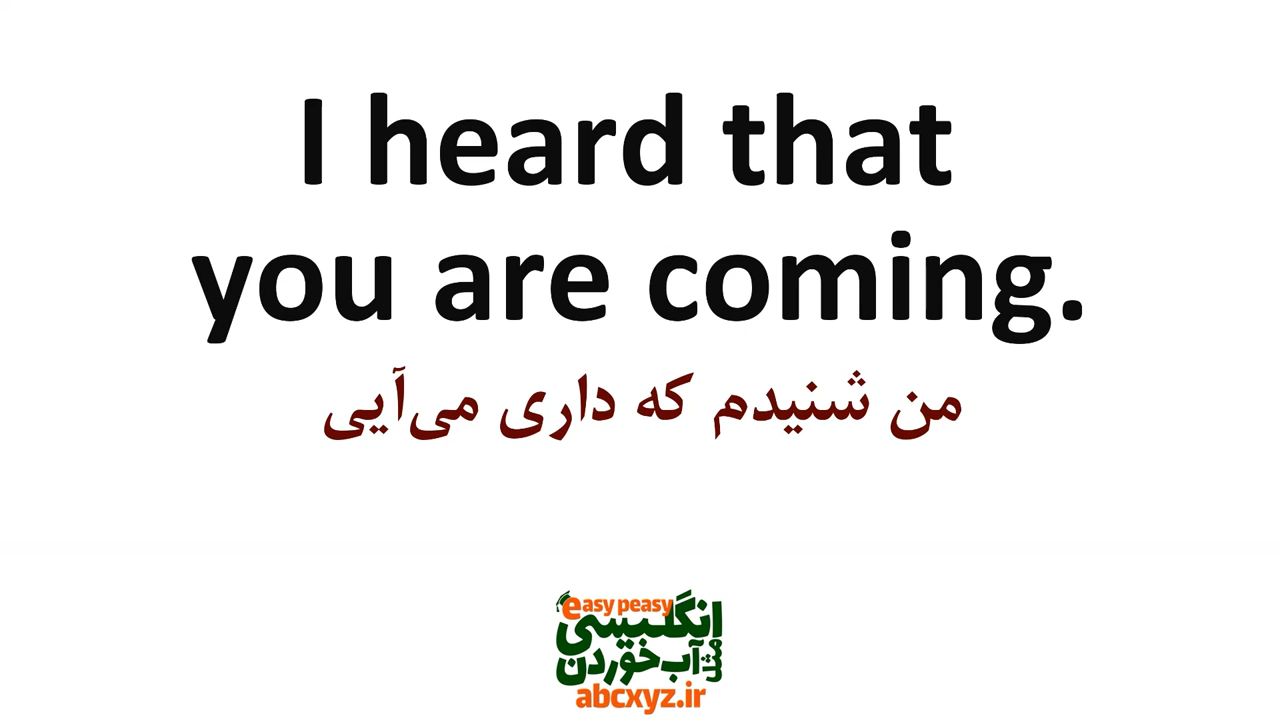 I heard that
you are coming.
من شنیدم که داری می‌آیی
easy peasy
انگلیسی
مثل آب خوردن
abcxyz.ir